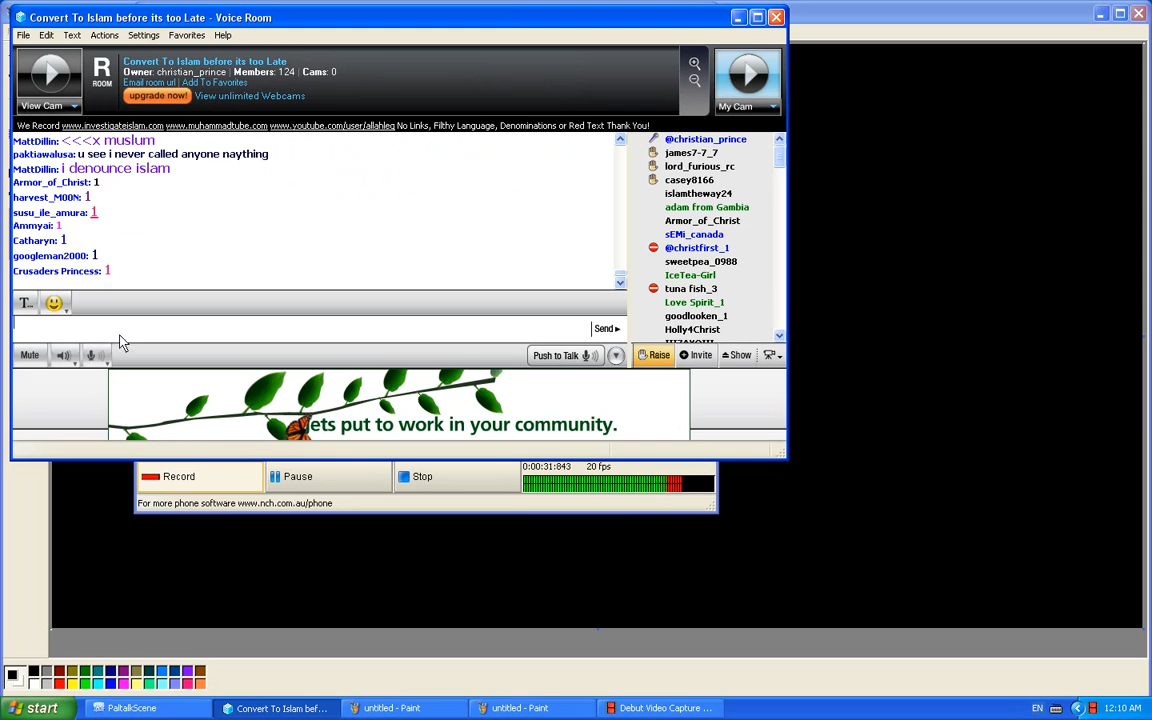 Convert To Islam before its too Late - Voice Room
File Edit Text Actions Settings Favorites Help
View Cam
R
ROOM
Convert To Islam before its too Late
Owner: christian_prince | Members: 124 | Cams: 0
Email room url | Add To Favorites
upgrade now! View unlimited Webcams
My Cam
We Record www.investigateislam.com www.muhammadtube.com www.youtube.com/user/allahleq No Links, Filthy Language, Denominations or Red Text Thank You!
MattDillin: <<<x muslum
paktiawalusa: u see i never called anyone naything
MattDillin: i denounce islam
Armor_of_Christ: 1
harvest_M00N: 1
susu_ile_amura: 1
Ammyai: 1
Catharyn: 1
googleman2000: 1
Crusaders Princess: 1
@christian_prince
james7-7_7
lord_furious_rc
casey8166
islamtheway24
adam from Gambia
Armor_of_Christ
sEMi_canada
@christfirst_1
sweetpea_0988
IceTea-Girl
tuna fish_3
Love Spirit_1
goodlooken_1
Holly4Christ
T...
Send
Mute
Push to Talk
Raise Invite Show
ets put to work in your community.
Record Pause Stop
0:00:31:843 20 fps
For more phone software www.nch.com.au/phone
start PaltalkScene Convert To Islam bef... untitled - Paint untitled - Paint Debut Video Capture ... EN 12:10 AM